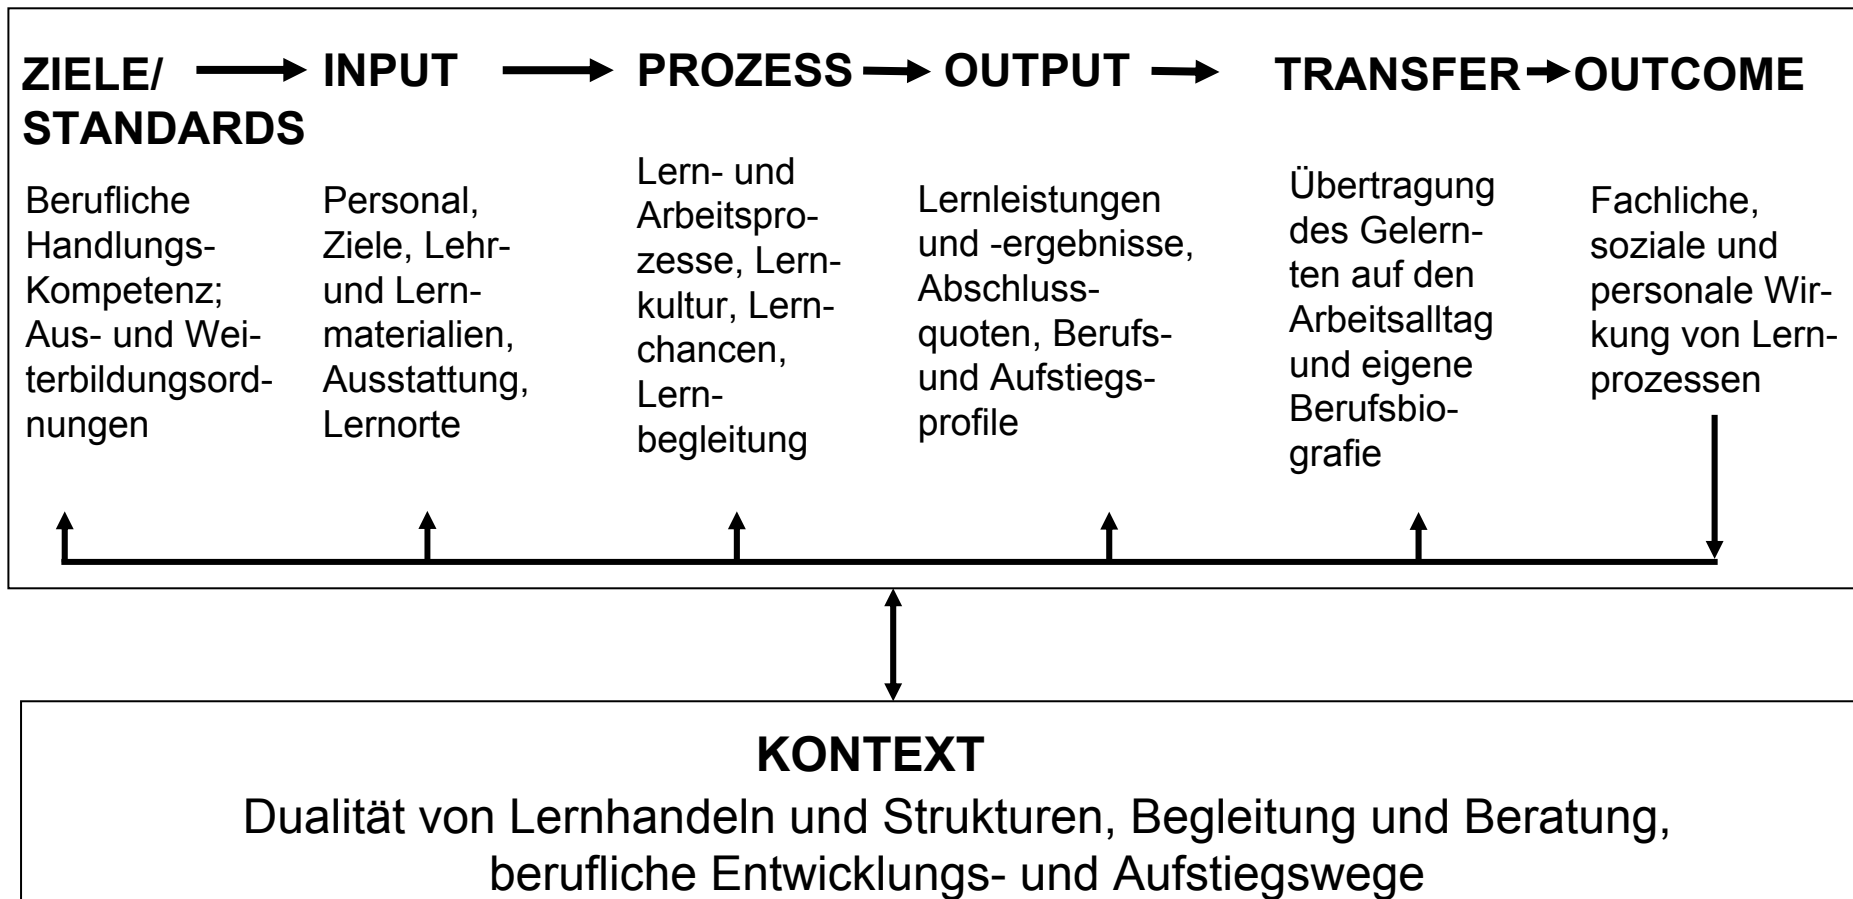 ZIELE/
STANDARDS
Berufliche
Handlungs-
Kompetenz;
Aus- und Wei-
terbildungsord-
nungen
INPUT
Personal,
Ziele, Lehr-
und Lern-
materialien,
Ausstattung,
Lernorte
PROZESS
Lern- und
Arbeitspro-
zesse, Lern-
kultur, Lern-
chancen,
Lern-
begleitung
OUTPUT
Lernleistungen
und -ergebnisse,
Abschluss-
quoten, Berufs-
und Aufstiegs-
profile
TRANSFER
Übertragung
des Gelern-
ten auf den
Arbeitsalltag
und eigene
Berufsbio-
grafie
OUTCOME
Fachliche,
soziale und
personale Wir-
kung von Lern-
prozessen
KONTEXT
Dualität von Lernhandeln und Strukturen, Begleitung und Beratung,
berufliche Entwicklungs- und Aufstiegswege